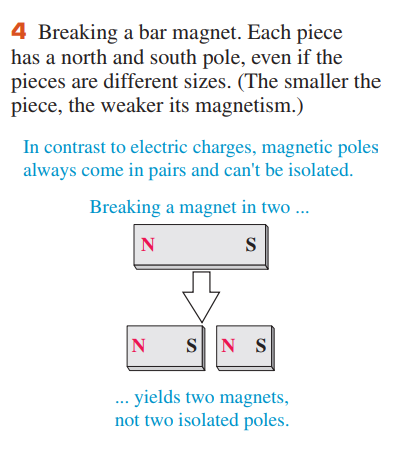 4 Breaking a bar magnet. Each piece
has a north and south pole, even if the
pieces are different sizes. (The smaller the
piece, the weaker its magnetism.)
In contrast to electric charges, magnetic poles
always come in pairs and can't be isolated.
Breaking a magnet in two ...
N S
N S N S
... yields two magnets,
not two isolated poles.